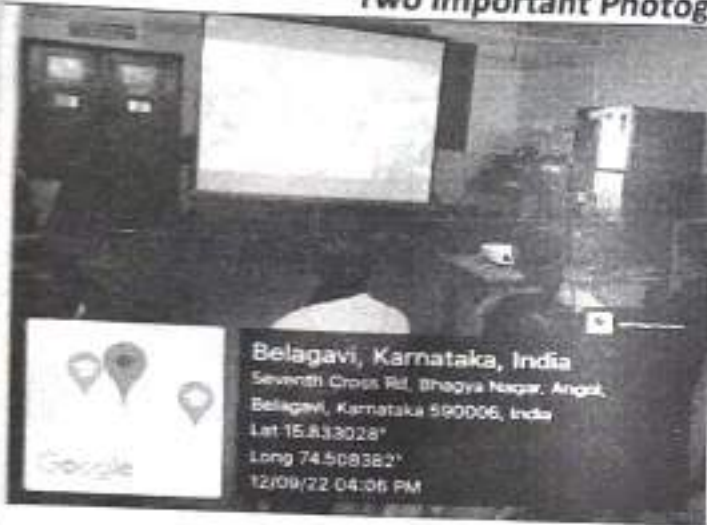 Two Important Photog
Google
Belagavi, Karnataka, India
Seventh Cross Rd, Bhagya Nagar, Angol,
Belagavi, Karnataka 590006, India
Lat 15.833028°
Long 74.508382°
12/09/22 04:06 PM